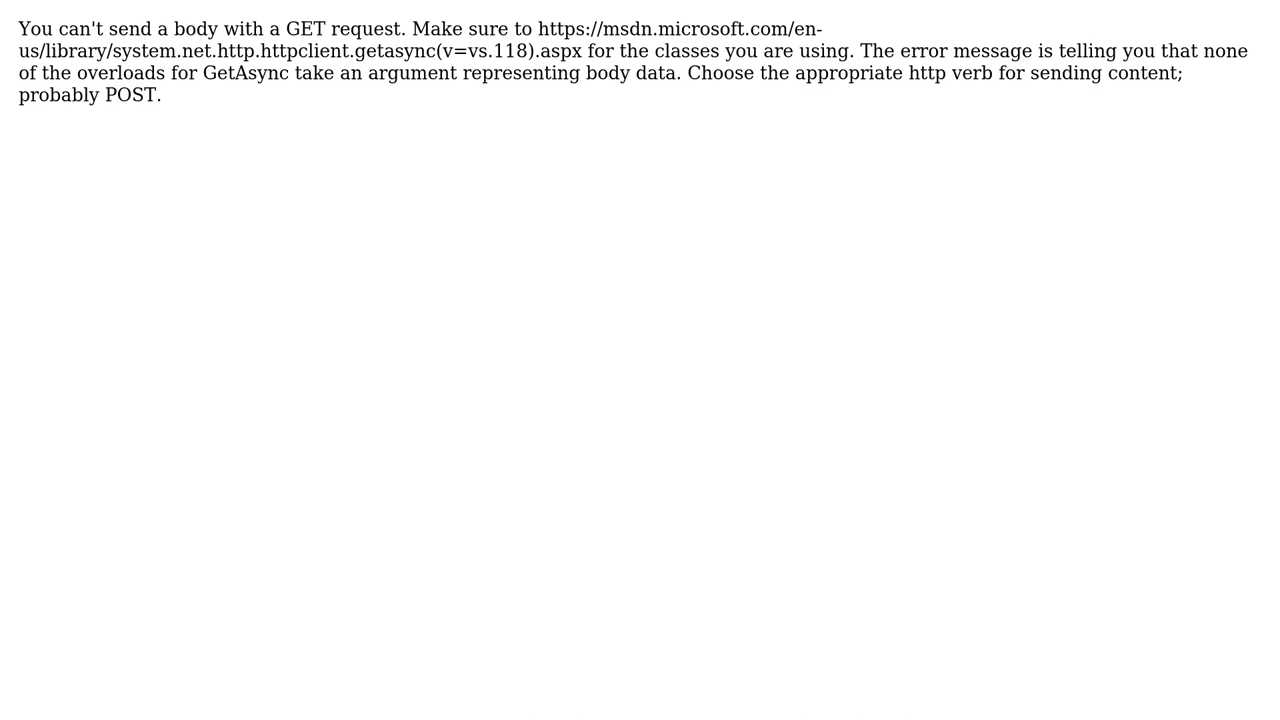 You can't send a body with a GET request. Make sure to https://msdn.microsoft.com/en-
us/library/system.net.http.httpclient.getasync(v=vs.118).aspx for the classes you are using. The error message is telling you that none
of the overloads for GetAsync take an argument representing body data. Choose the appropriate http verb for sending content;
probably POST.